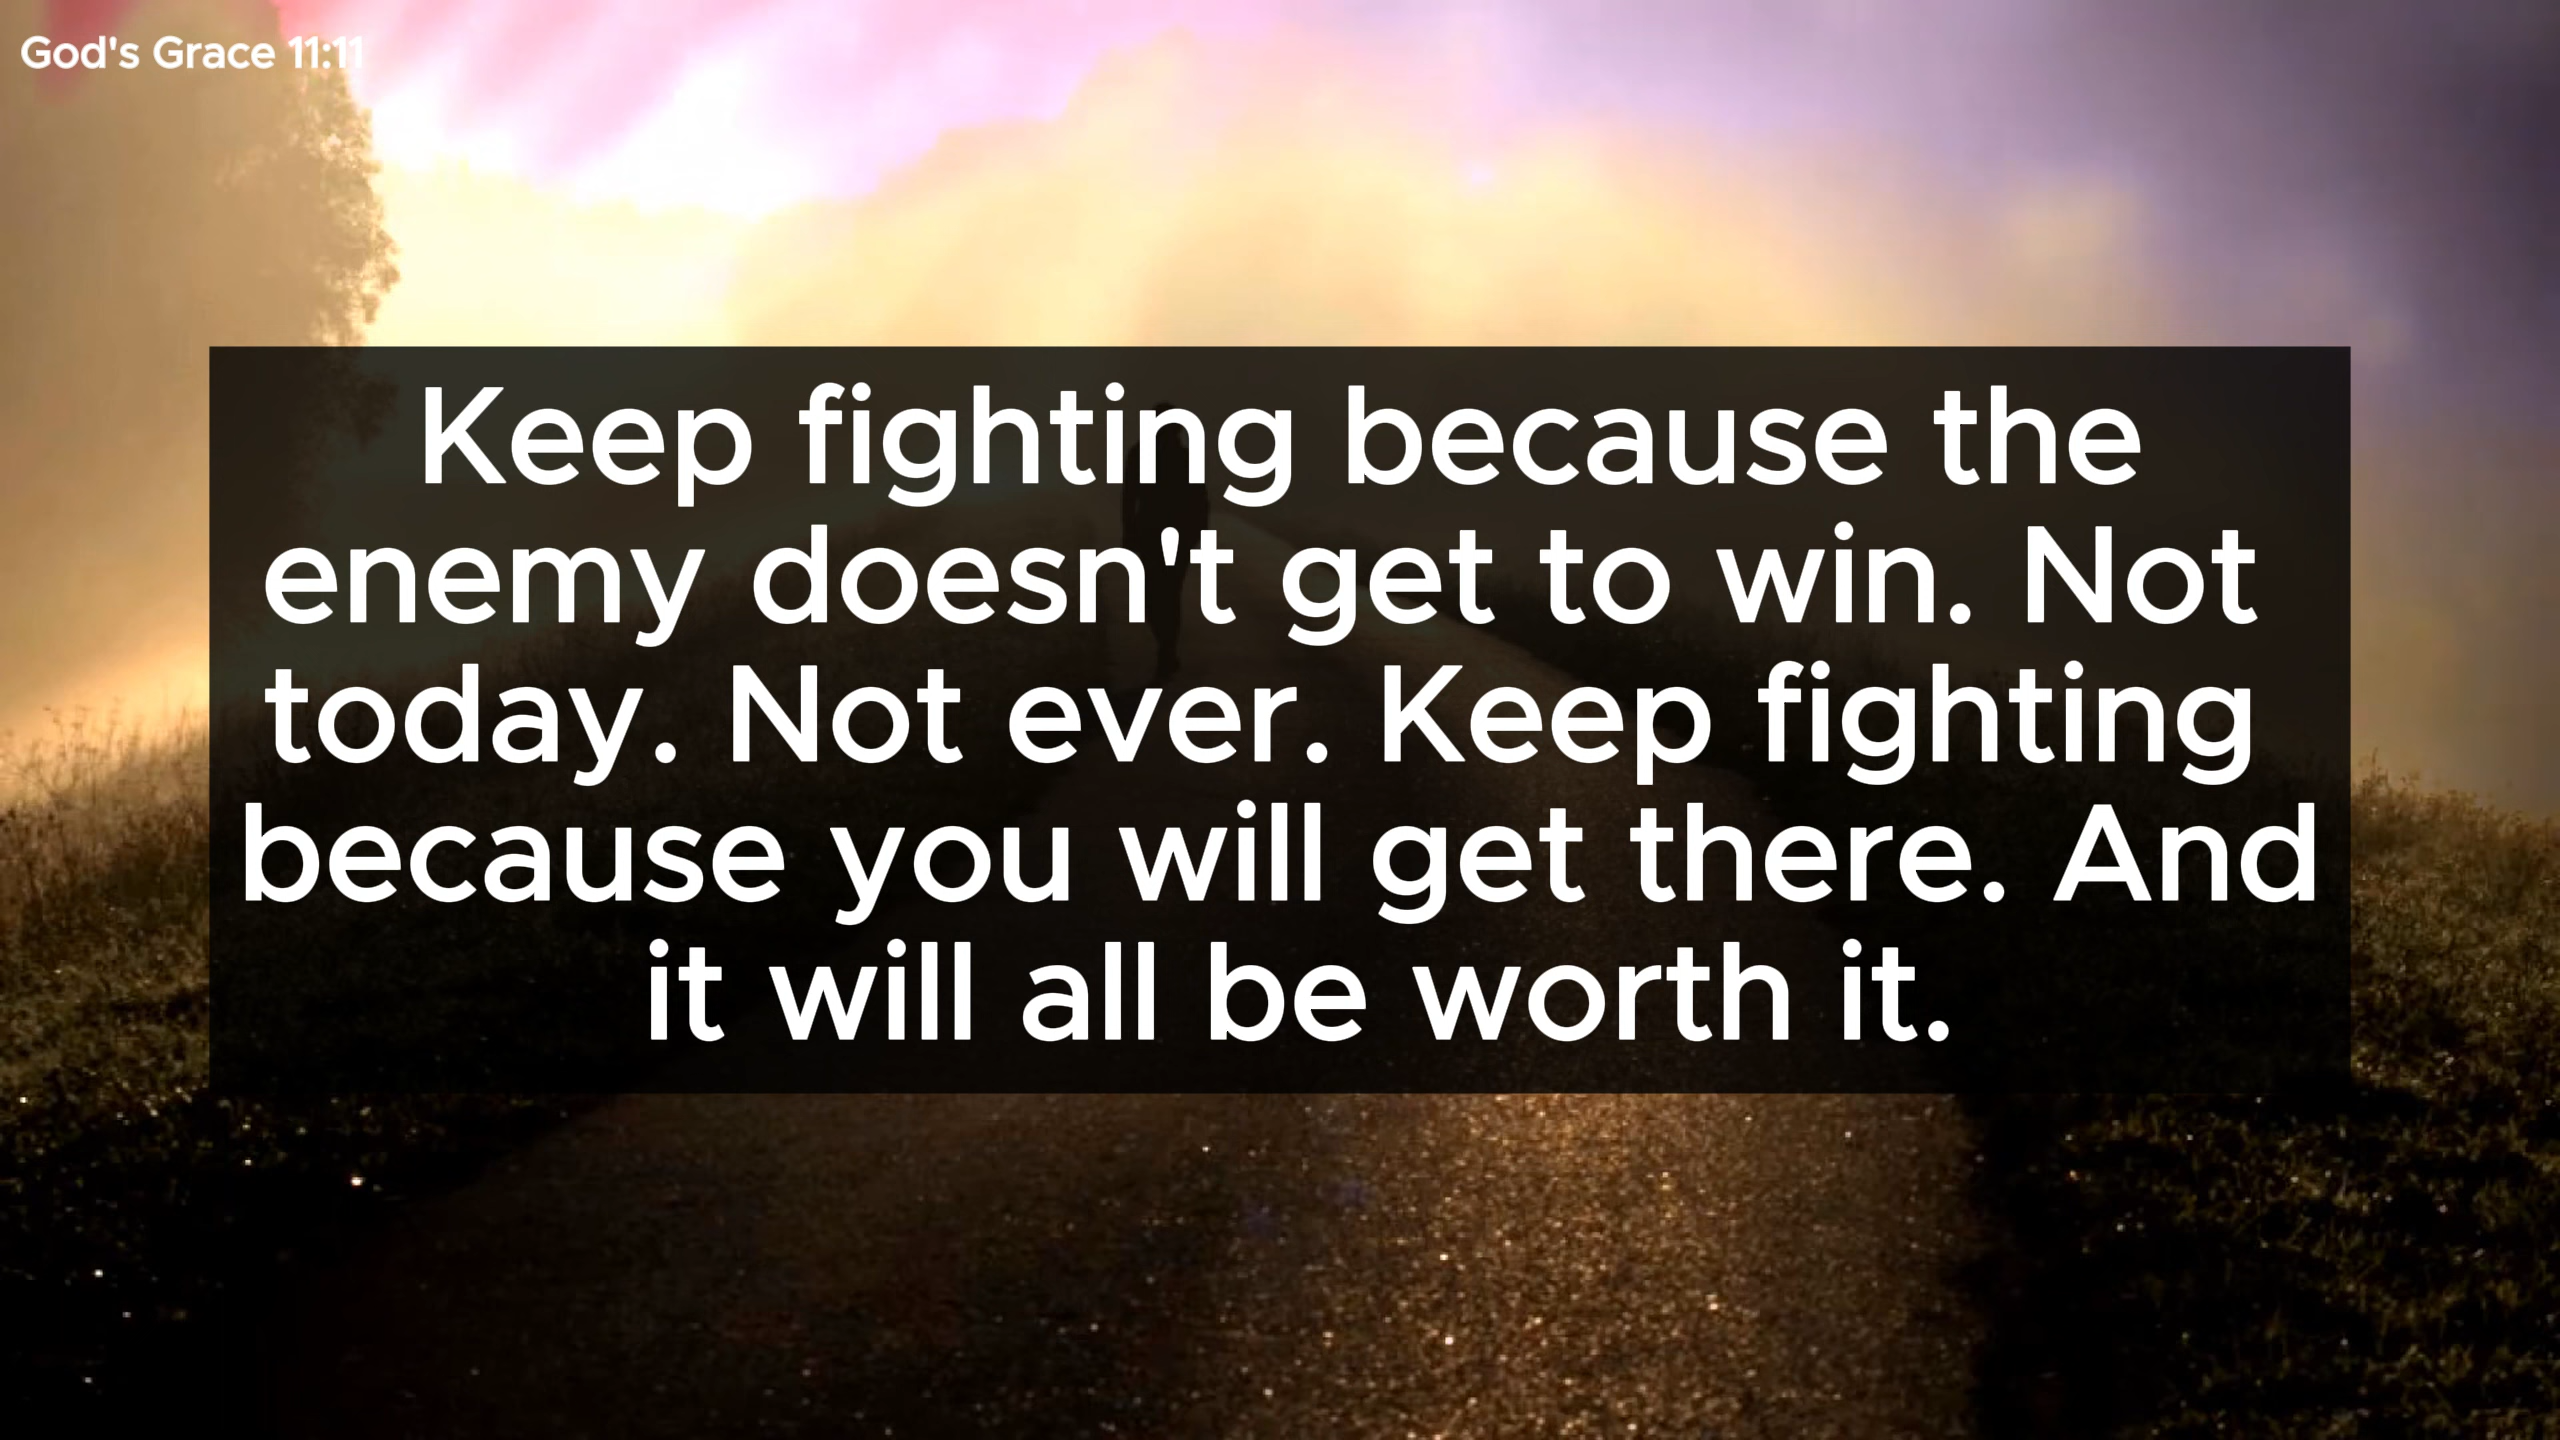 God's Grace 11:11
Keep fighting because the
enemy doesn't get to win. Not
today. Not ever. Keep fighting
because you will get there. And
it will all be worth it.